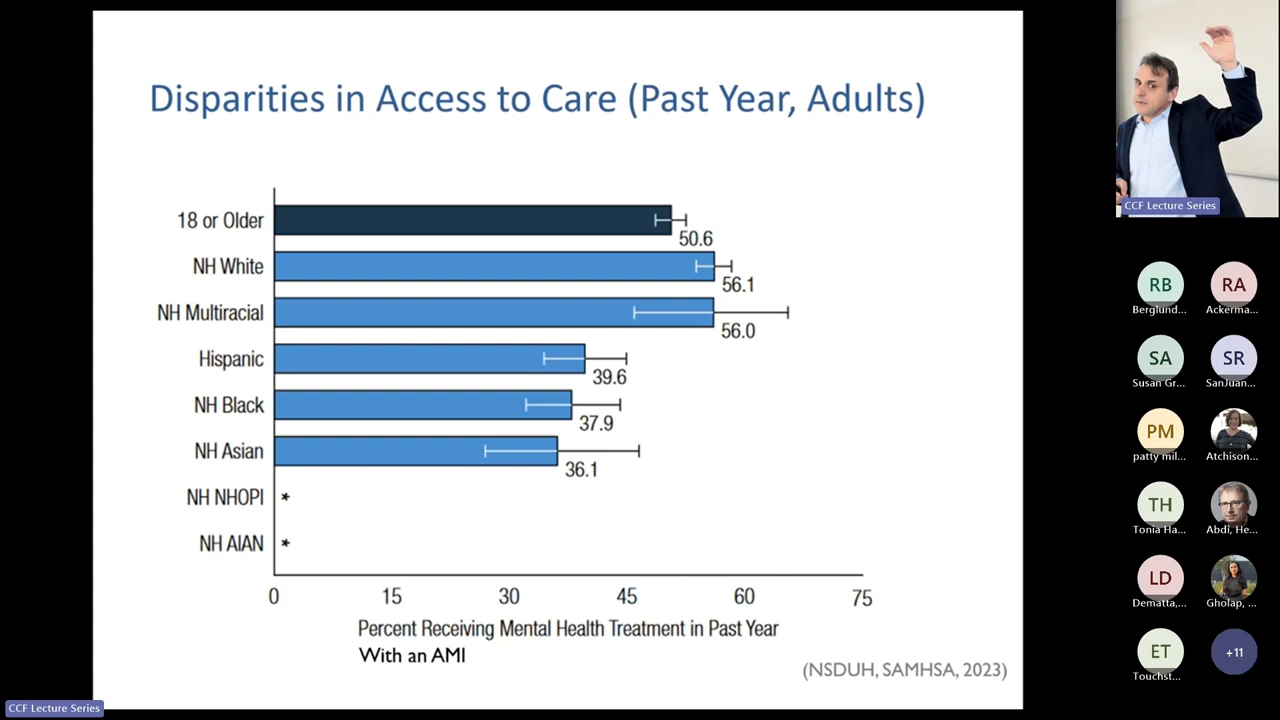 Disparities in Access to Care (Past Year, Adults)
18 or Older
50.6
NH White
56.1
NH Multiracial
56.0
Hispanic
39.6
NH Black
37.9
NH Asian
36.1
NH NHOPI *
NH AIAN *
0 15 30 45 60 75
Percent Receiving Mental Health Treatment in Past Year
With an AMI
(NSDUH, SAMHSA, 2023)
CCF Lecture Series
CCF Lecture Series
RB RA
Berglund... Ackerma...
SA SR
Susan Gr... SanJuan...
PM
patty mil... Atchison...
TH
Tonia Ha... Abdi, He...
LD
Dematta,... Gholap, ...
ET +11
Touchst...